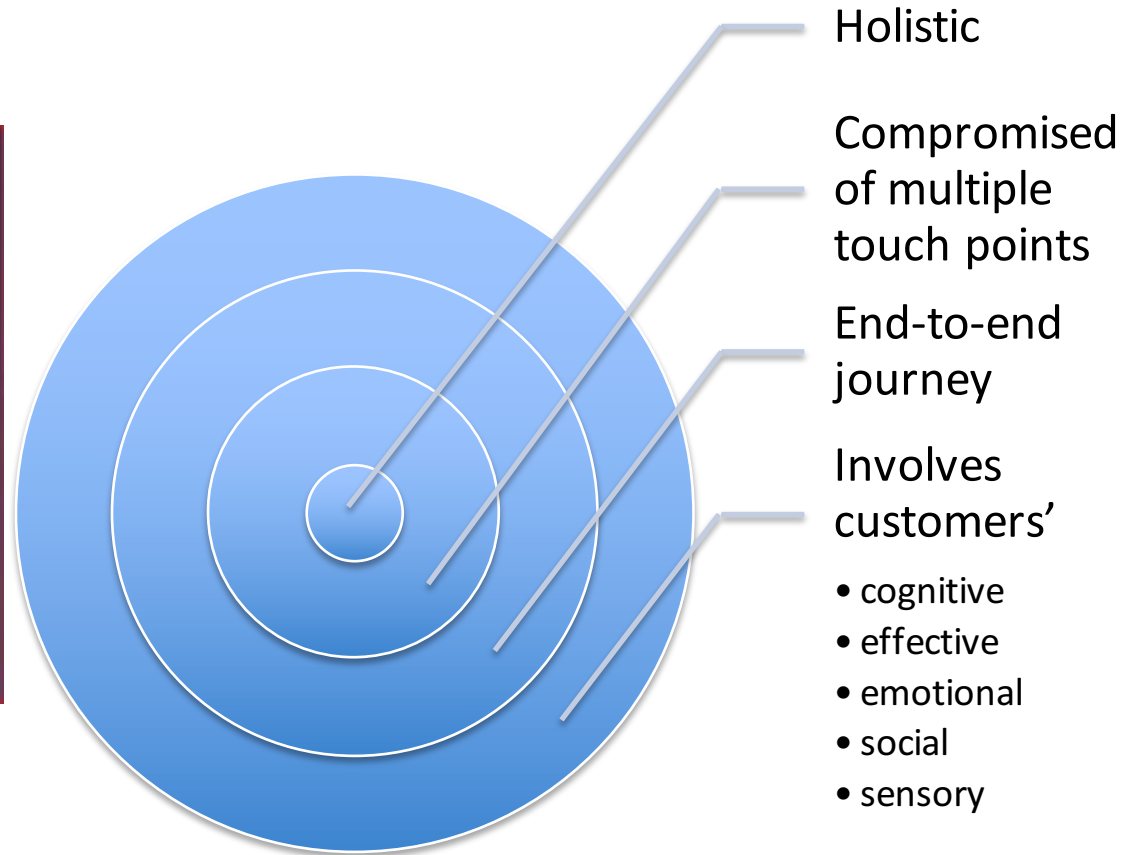 Holistic
Compromised
of multiple
touch points
End-to-end
journey
Involves
customers’
• cognitive
• effective
• emotional
• social
• sensory